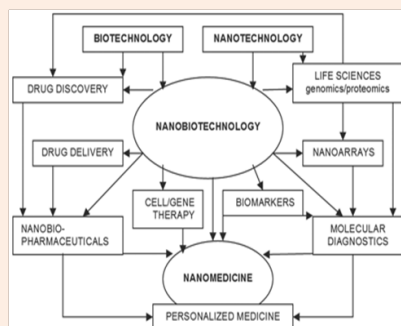 BIOTECHNOLOGY
NANOTECHNOLOGY
DRUG DISCOVERY
LIFE SCIENCES
genomics/proteomics
NANOBIOTECHNOLOGY
DRUG DELIVERY
NANOARRAYS
CELL/GENE
THERAPY
BIOMARKERS
NANOBIO-
PHARMACEUTICALS
MOLECULAR
DIAGNOSTICS
NANOMEDICINE
PERSONALIZED MEDICINE